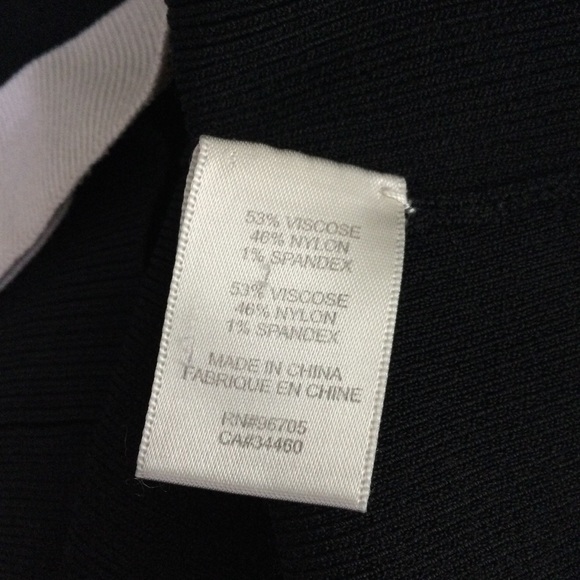 53% VISCOSE
46% NYLON
1% SPANDEX
53% VISCOSE
46% NYLON
1% SPANDEX
MADE IN CHINA
FABRIQUE EN CHINE
RN#96705
CA#34460